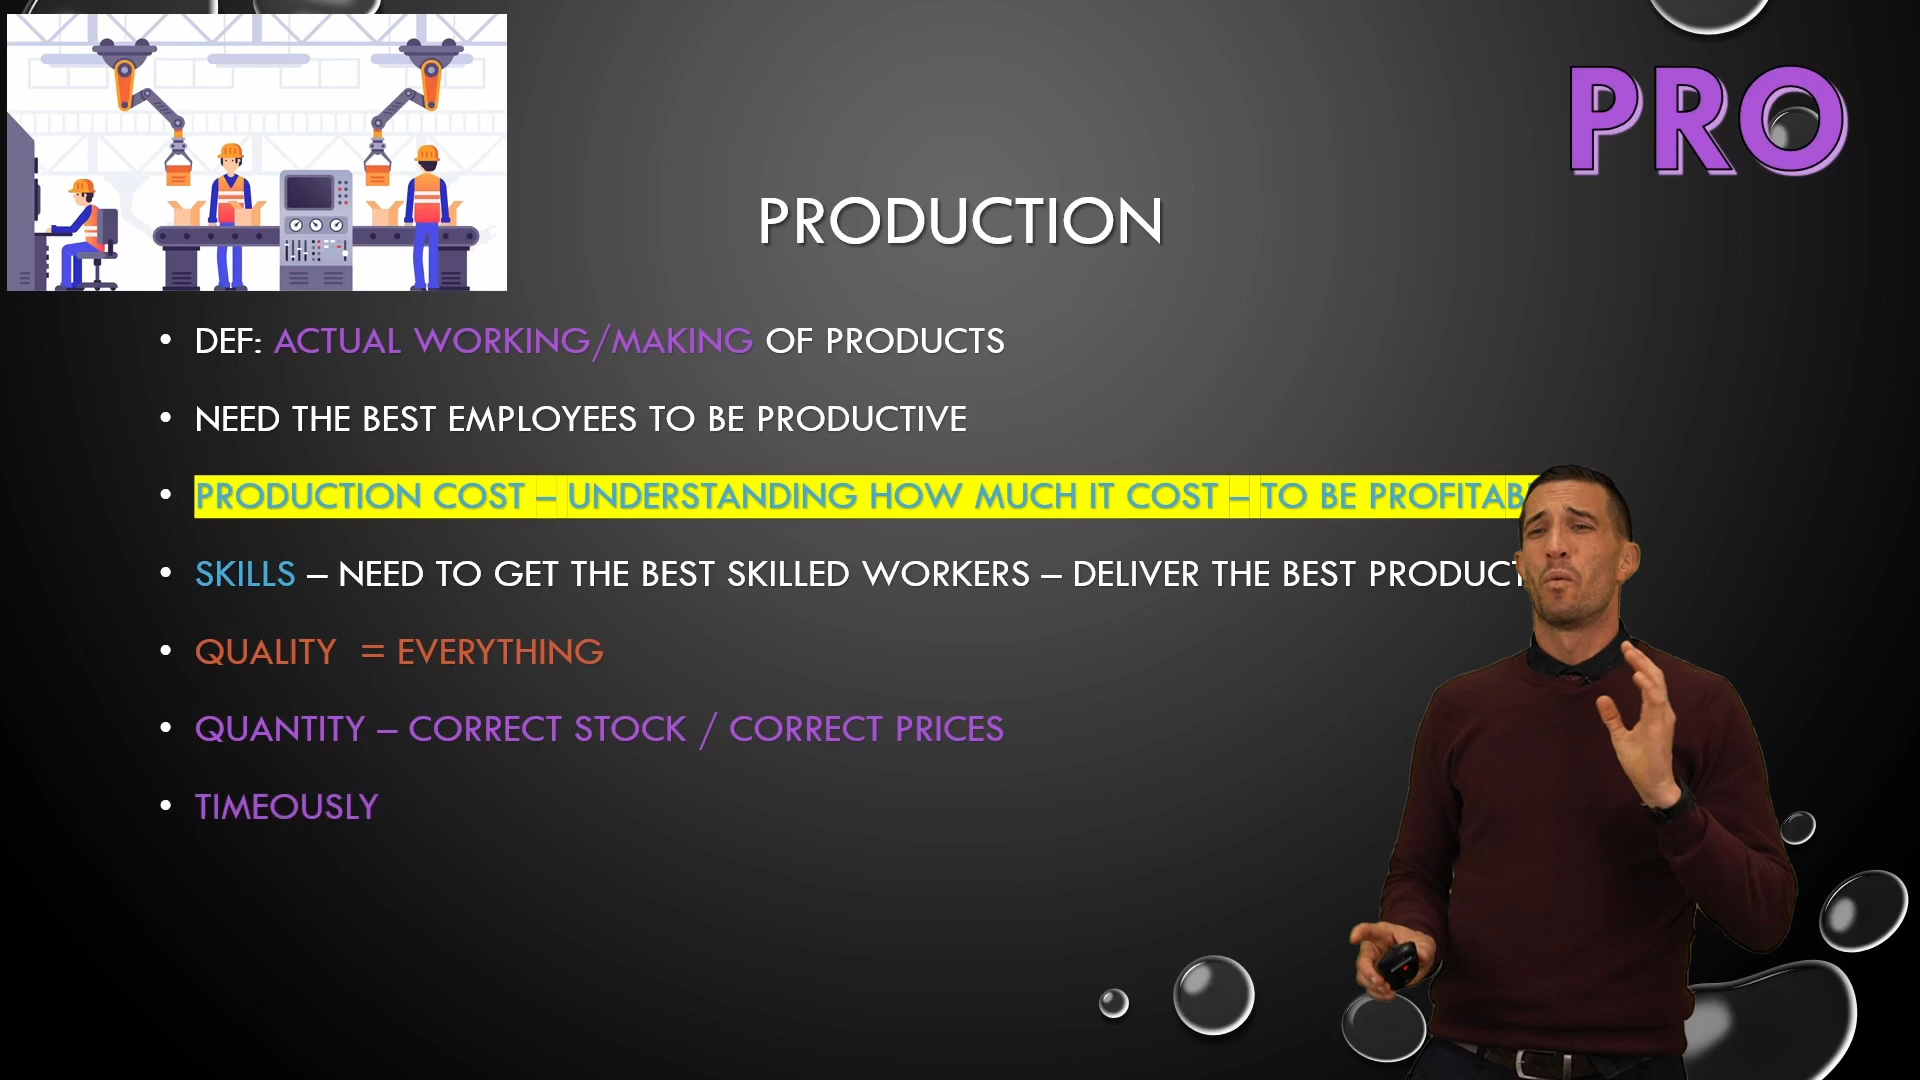 PRO
PRODUCTION
• DEF: ACTUAL WORKING/MAKING OF PRODUCTS
• NEED THE BEST EMPLOYEES TO BE PRODUCTIVE
• PRODUCTION COST – UNDERSTANDING HOW MUCH IT COST – TO BE
• SKILLS – NEED TO GET THE BEST SKILLED WORKERS – DELIVER THE BEST PRODUCT
• QUALITY = EVERYTHING
• QUANTITY – CORRECT STOCK / CORRECT PRICES
• TIMEOUSLY